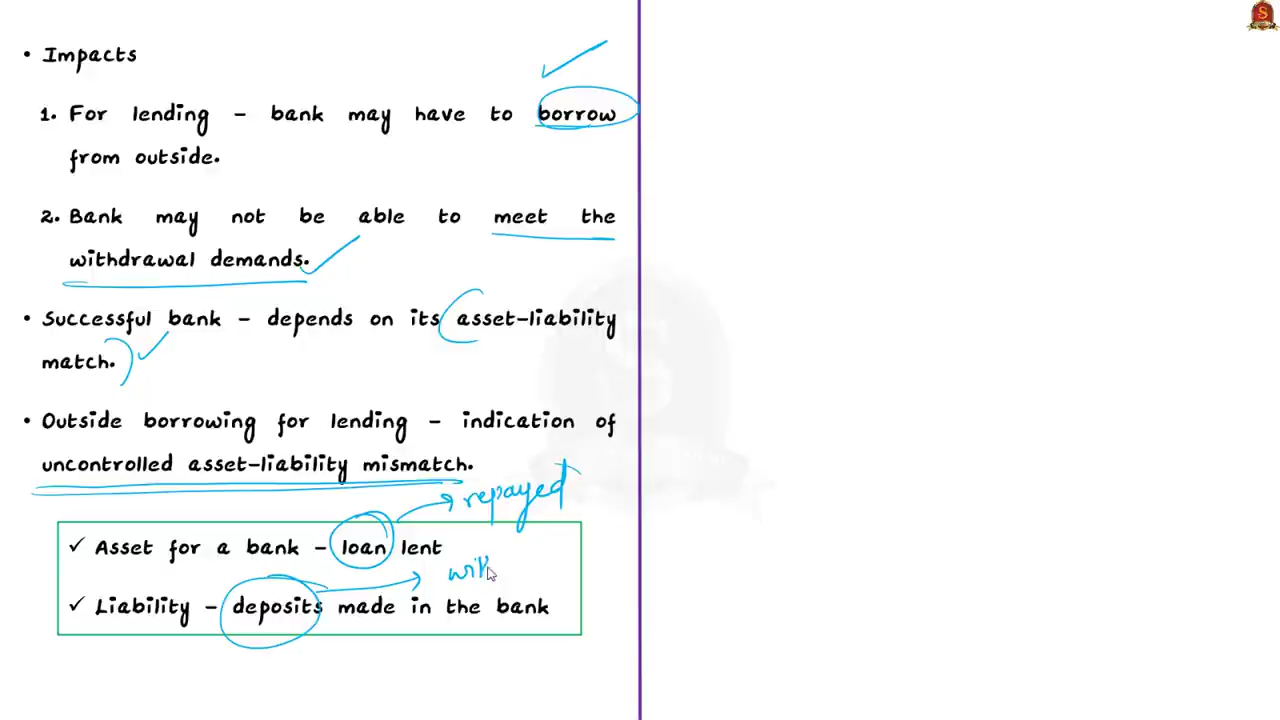 • Impacts
1. For lending – bank may have to borrow
from outside.
2. Bank may not be able to meet the
withdrawal demands.
• Successful bank – depends on its asset-liability
match.
• Outside borrowing for lending – indication of
uncontrolled asset-liability mismatch.
repayed
✓ Asset for a bank – loan lent
wit
✓ Liability – deposits made in the bank